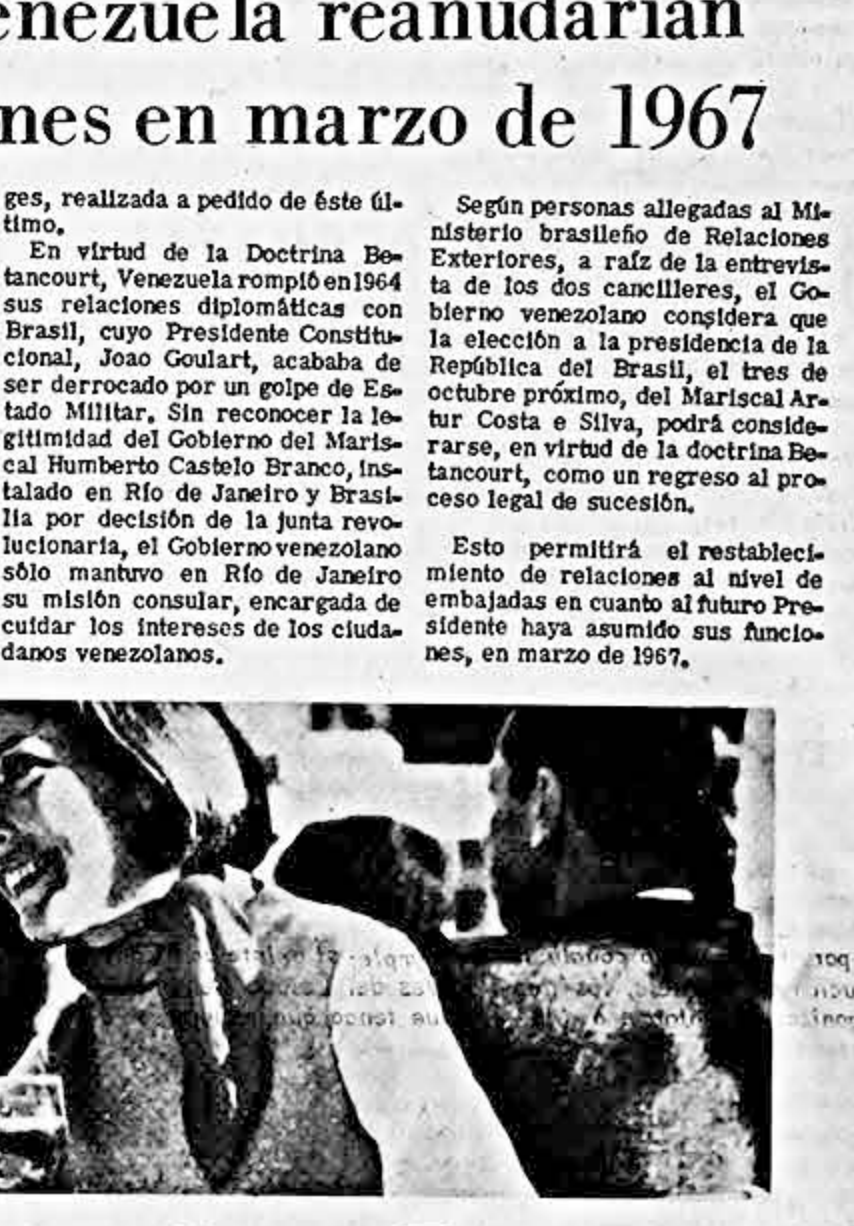 enezuela reanudarían
nes en marzo de 1967
ges, realizada a pedido de éste úl-
timo.
En virtud de la Doctrina Be-
tancourt, Venezuela rompió en 1964
sus relaciones diplomáticas con
Brasil, cuyo Presidente Constitu-
cional, Joao Goulart, acababa de
ser derrocado por un golpe de Es-
tado Militar. Sin reconocer la le-
gitimidad del Gobierno del Maris-
cal Humberto Castelo Branco, ins-
talado en Río de Janeiro y Brasi-
lia por decisión de la junta revo-
lucionaria, el Gobierno venezolano
sólo mantuvo en Río de Janeiro
su misión consular, encargada de
cuidar los intereses de los ciuda-
danos venezolanos.
Según personas allegadas al Mi-
nisterio brasileño de Relaciones
Exteriores, a raíz de la entrevis-
ta de los dos cancilleres, el Go-
bierno venezolano considera que
la elección a la presidencia de la
República del Brasil, el tres de
octubre próximo, del Mariscal Ar-
tur Costa e Silva, podrá conside-
rarse, en virtud de la doctrina Be-
tancourt, como un regreso al pro-
ceso legal de sucesión.
Esto permitirá el restableci-
miento de relaciones al nivel de
embajadas en cuanto al futuro Pre-
sidente haya asumido sus funcio-
nes, en marzo de 1967.